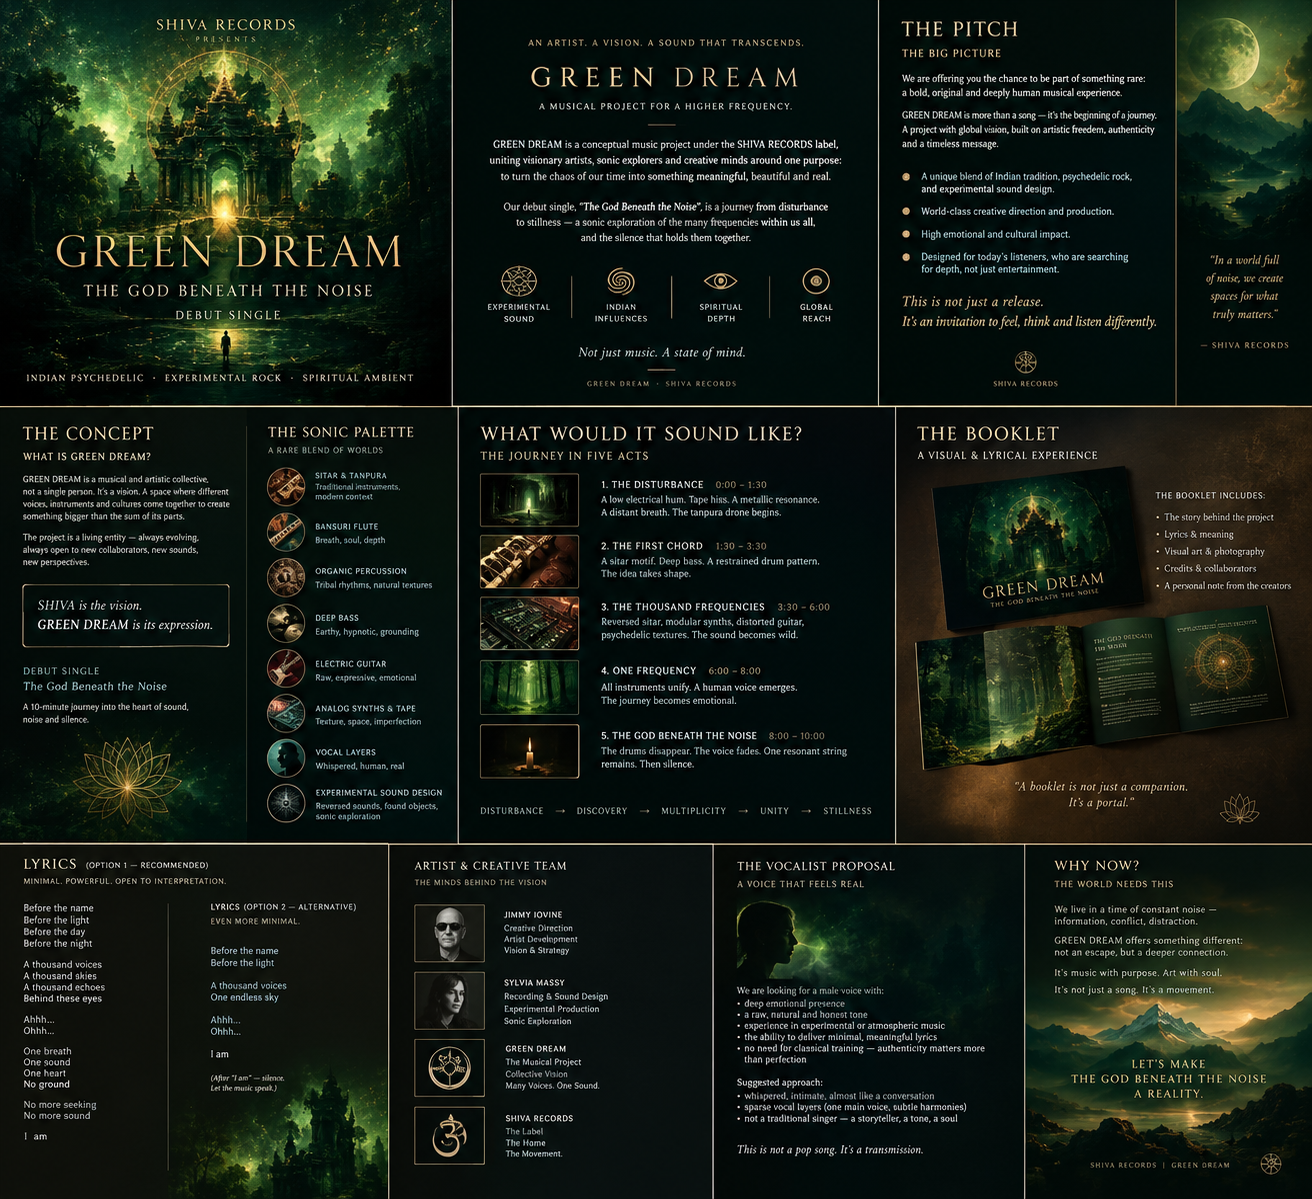 SHIVA RECORDS
PRESENTS
GREEN DREAM
THE GOD BENEATH THE NOISE
DEBUT SINGLE
INDIAN PSYCHEDELIC · EXPERIMENTAL ROCK · SPIRITUAL AMBIENT
AN ARTIST. A VISION. A SOUND THAT TRANSCENDS.
GREEN DREAM
A MUSICAL PROJECT FOR A HIGHER FREQUENCY.
GREEN DREAM is a conceptual music project under the SHIVA RECORDS label,
uniting visionary artists, sonic explorers and creative minds around one purpose:
to turn the chaos of our time into something meaningful, beautiful and real.
Our debut single, "The God Beneath the Noise", is a journey from disturbance
to stillness — a sonic exploration of the many frequencies within us all,
and the silence that holds them together.
EXPERIMENTAL
SOUND
INDIAN
INFLUENCES
SPIRITUAL
DEPTH
GLOBAL
REACH
Not just music. A state of mind.
GREEN DREAM · SHIVA RECORDS
THE PITCH
THE BIG PICTURE
We are offering you the chance to be part of something rare:
a bold, original and deeply human musical experience.
GREEN DREAM is more than a song — it's the beginning of a journey.
A project with global vision, built on artistic freedom, authenticity
and a timeless message.
A unique blend of Indian tradition, psychedelic rock,
and experimental sound design.
World-class creative direction and production.
High emotional and cultural impact.
Designed for today's listeners, who are searching
for depth, not just entertainment.
This is not just a release.
It's an invitation to feel, think and listen differently.
SHIVA RECORDS
"In a world full
of noise, we create
spaces for what
truly matters."
— SHIVA RECORDS
THE CONCEPT
WHAT IS GREEN DREAM?
GREEN DREAM is a musical and artistic collective,
not a single person. It's a vision. A space where different
voices, instruments and cultures come together to create
something bigger than the sum of its parts.
The project is a living entity — always evolving,
always open to new collaborators, new sounds,
new perspectives.
SHIVA is the vision.
GREEN DREAM is its expression.
DEBUT SINGLE
The God Beneath the Noise
A 10-minute journey into the heart of sound,
noise and silence.
THE SONIC PALETTE
A RARE BLEND OF WORLDS
SITAR & TANPURA
Traditional instruments,
modern context
BANSURI FLUTE
Breath, soul, depth
ORGANIC PERCUSSION
Tribal rhythms, natural textures
DEEP BASS
Earthy, hypnotic, grounding
ELECTRIC GUITAR
Raw, expressive, emotional
ANALOG SYNTHS & TAPE
Texture, space, imperfection
VOCAL LAYERS
Whispered, human, real
EXPERIMENTAL SOUND DESIGN
Reversed sounds, found objects,
sonic exploration
WHAT WOULD IT SOUND LIKE?
THE JOURNEY IN FIVE ACTS
1. THE DISTURBANCE 0:00 – 1:30
A low electrical hum. Tape hiss. A metallic resonance.
A distant breath. The tanpura drone begins.
2. THE FIRST CHORD 1:30 – 3:30
A sitar motif. Deep bass. A restrained drum pattern.
The idea takes shape.
3. THE THOUSAND FREQUENCIES 3:30 – 6:00
Reversed sitar, modular synths, distorted guitar,
psychedelic textures. The sound becomes wild.
4. ONE FREQUENCY 6:00 – 8:00
All instruments unify. A human voice emerges.
The journey becomes emotional.
5. THE GOD BENEATH THE NOISE 8:00 – 10:00
The drums disappear. The voice fades. One resonant string
remains. Then silence.
DISTURBANCE → DISCOVERY → MULTIPLICITY → UNITY → STILLNESS
THE BOOKLET
A VISUAL & LYRICAL EXPERIENCE
GREEN DREAM
THE GOD BENEATH THE NOISE
THE BOOKLET INCLUDES:
• The story behind the project
• Lyrics & meaning
• Visual art & photography
• Credits & collaborators
• A personal note from the creators
"A booklet is not just a companion.
It's a portal."
LYRICS (OPTION 1 — RECOMMENDED)
MINIMAL. POWERFUL. OPEN TO INTERPRETATION.
Before the name
Before the light
Before the day
Before the night
A thousand voices
A thousand skies
A thousand echoes
Behind these eyes
Ahhh...
Ohhh...
One breath
One sound
One heart
No ground
No more seeking
No more sound
I am
LYRICS (OPTION 2 — ALTERNATIVE)
EVEN MORE MINIMAL.
Before the name
Before the light
A thousand voices
One endless sky
Ahhh...
Ohhh...
I am
(After "I am" — silence.
Let the music speak.)
ARTIST & CREATIVE TEAM
THE MINDS BEHIND THE VISION
JIMMY IOVINE
Creative Direction
Artist Development
Vision & Strategy
SYLVIA MASSY
Recording & Sound Design
Experimental Production
Sonic Exploration
GREEN DREAM
The Musical Project
Collective Vision
Many Voices. One Sound.
SHIVA RECORDS
The Label
The Home
The Movement.
THE VOCALIST PROPOSAL
A VOICE THAT FEELS REAL
We are looking for a male voice with:
• deep emotional presence
• a raw, natural and honest tone
• experience in experimental or atmospheric music
• the ability to deliver minimal, meaningful lyrics
• no need for classical training — authenticity matters more
than perfection
Suggested approach:
• whispered, intimate, almost like a conversation
• sparse vocal layers (one main voice, subtle harmonies)
• not a traditional singer — a storyteller, a tone, a soul
This is not a pop song. It's a transmission.
WHY NOW?
THE WORLD NEEDS THIS
We live in a time of constant noise —
information, conflict, distraction.
GREEN DREAM offers something different:
not an escape, but a deeper connection.
It's music with purpose. Art with soul.
It's not just a song. It's a movement.
LET'S MAKE
THE GOD BENEATH THE NOISE
A REALITY.
SHIVA RECORDS | GREEN DREAM